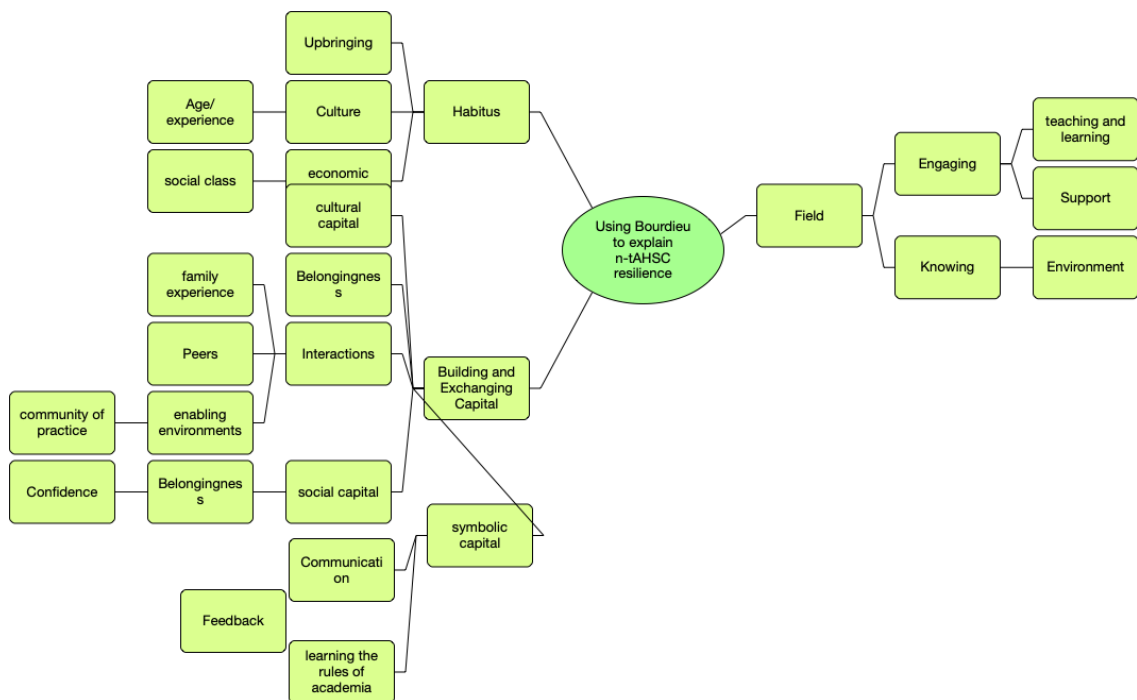 Upbringing
Age/
experience
Culture
Habitus
social class
economic
cultural
capital
family
experience
Belongingnes
s
Peers
Interactions
Building and
Exchanging
Capital
community of
practice
enabling
environments
Confidence
Belongingnes
s
social capital
symbolic
capital
Communicati
on
Feedback
learning the
rules of
academia
Using Bourdieu
to explain
n-tAHSC
resilience
Field
Engaging
teaching and
learning
Support
Knowing
Environment